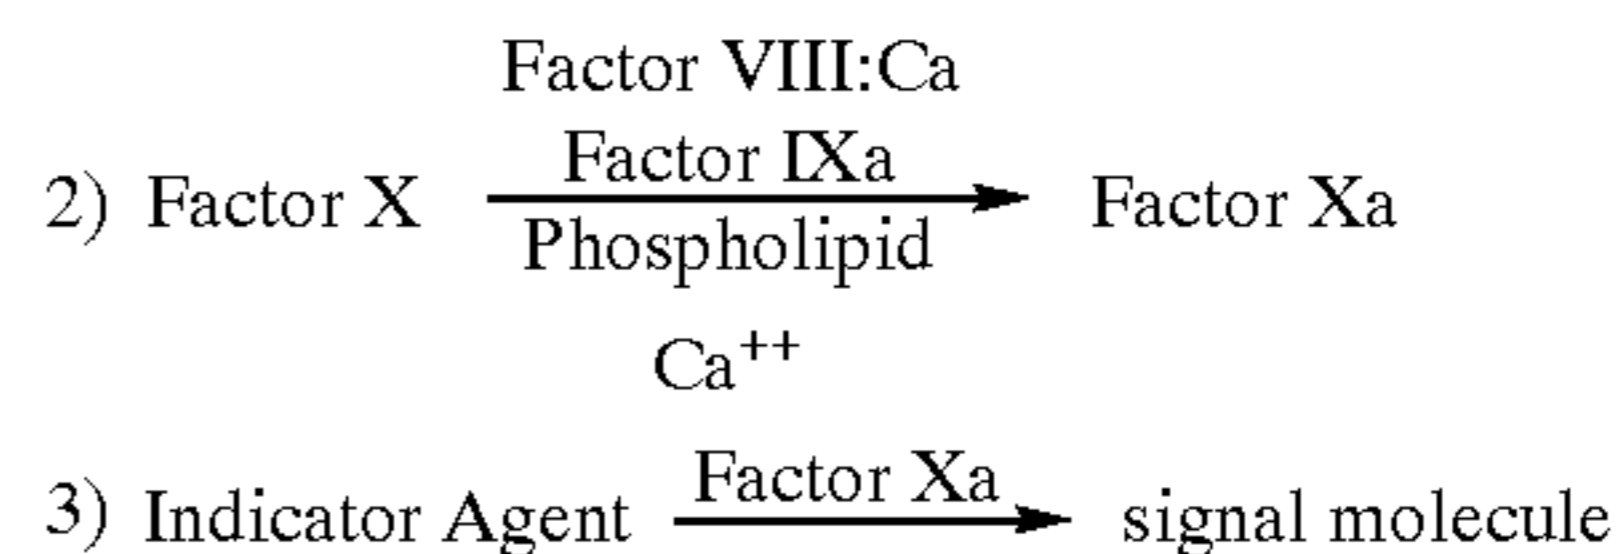 Factor VIII:Ca
Factor IXa
2) Factor X Factor Xa
Phospholipid
Ca++
Factor Xa
3) Indicator Agent signal molecule